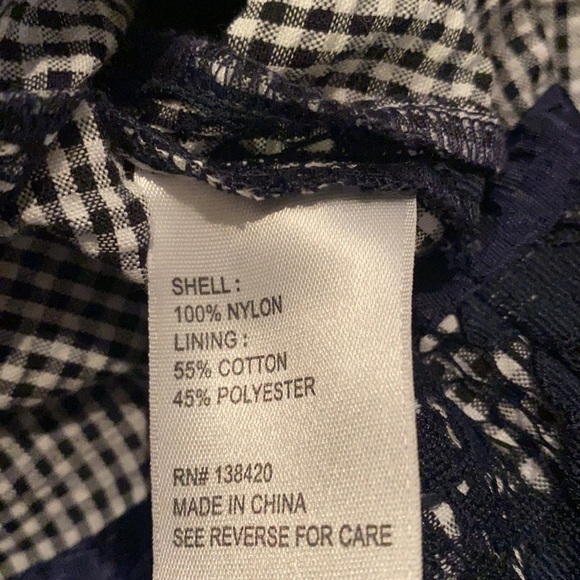 SHELL :
100% NYLON
LINING :
55% COTTON
45% POLYESTER
RN# 138420
MADE IN CHINA
SEE REVERSE FOR CARE